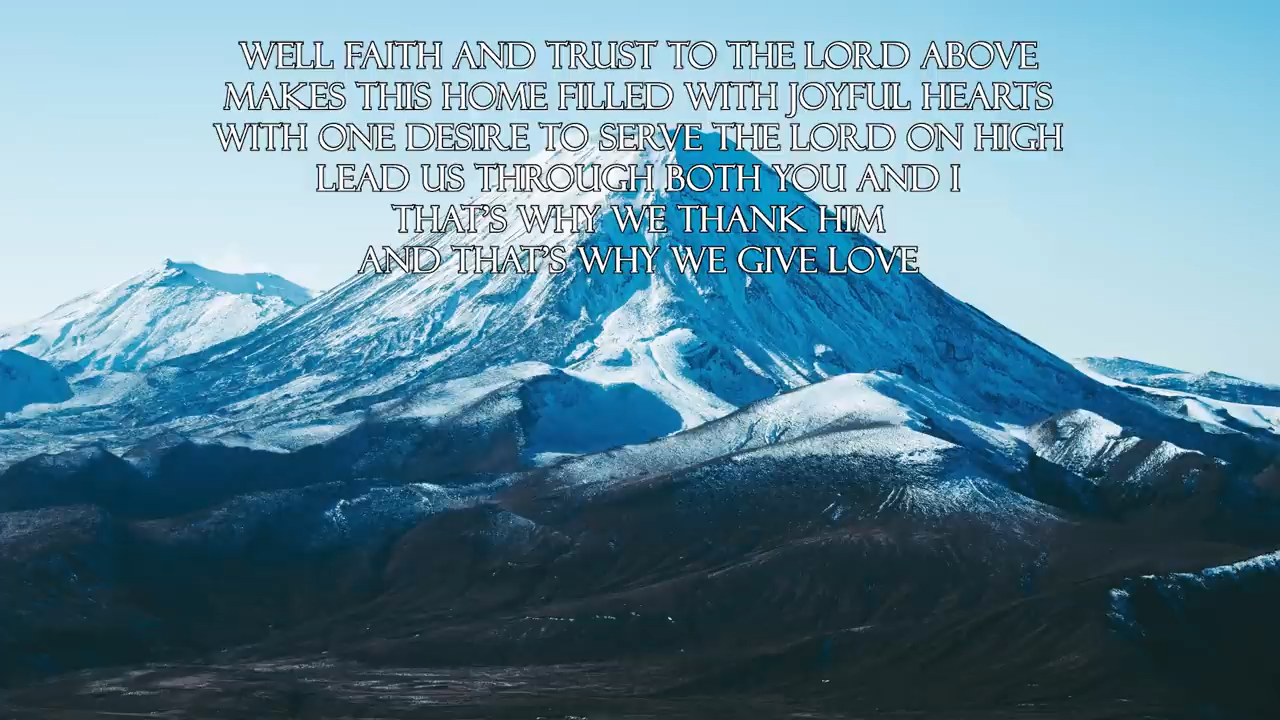 WELL FAITH AND TRUST TO THE LORD ABOVE
MAKES THIS HOME FILLED WITH JOYFUL HEARTS
WITH ONE DESIRE TO SERVE THE LORD ON HIGH
LEAD US THROUGH BOTH YOU AND I
THAT'S WHY WE THANK HIM
AND THAT'S WHY WE GIVE LOVE